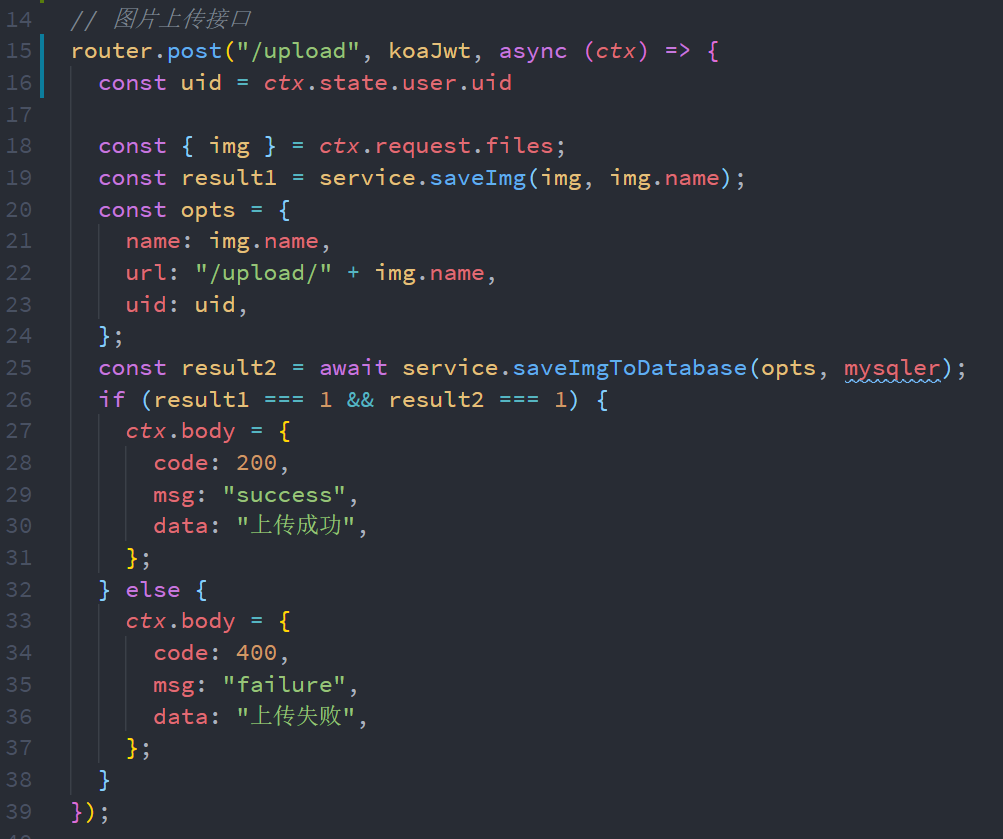 14 // 图片上传接口
15 router.post("/upload", koaJwt, async (ctx) => {
16   const uid = ctx.state.user.uid
17
18   const { img } = ctx.request.files;
19   const result1 = service.saveImg(img, img.name);
20   const opts = {
21     name: img.name,
22     url: "/upload/" + img.name,
23     uid: uid,
24   };
25   const result2 = await service.saveImgToDatabase(opts, mysqler);
26   if (result1 === 1 && result2 === 1) {
27     ctx.body = {
28       code: 200,
29       msg: "success",
30       data: "上传成功",
31     };
32   } else {
33     ctx.body = {
34       code: 400,
35       msg: "failure",
36       data: "上传失败",
37     };
38   }
39 });